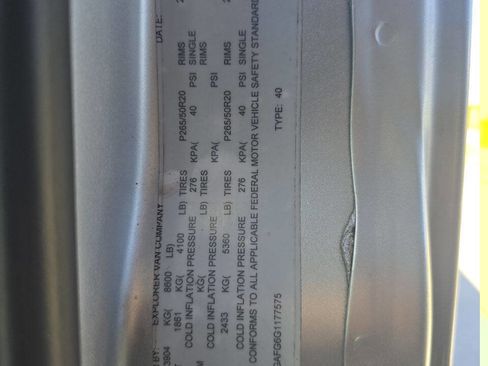 BY: EXPLORER VAN COMPANY DATE:
3904 KG( 8600 LB)
1861 KG( 4100 LB) TIRES P265/50R20 RIMS
COLD INFLATION PRESSURE 276 KPA( 40 PSI SINGLE
KG( LB) TIRES RIMS
COLD INFLATION PRESSURE KPA( PSI
2433 KG( 5360 LB) TIRES P265/50R20 RIMS
COLD INFLATION PRESSURE 276 KPA( 40 PSI SINGLE
CONFORMS TO ALL APPLICABLE FEDERAL MOTOR VEHICLE SAFETY STANDARD
GAFG6G1177575 TYPE: 40